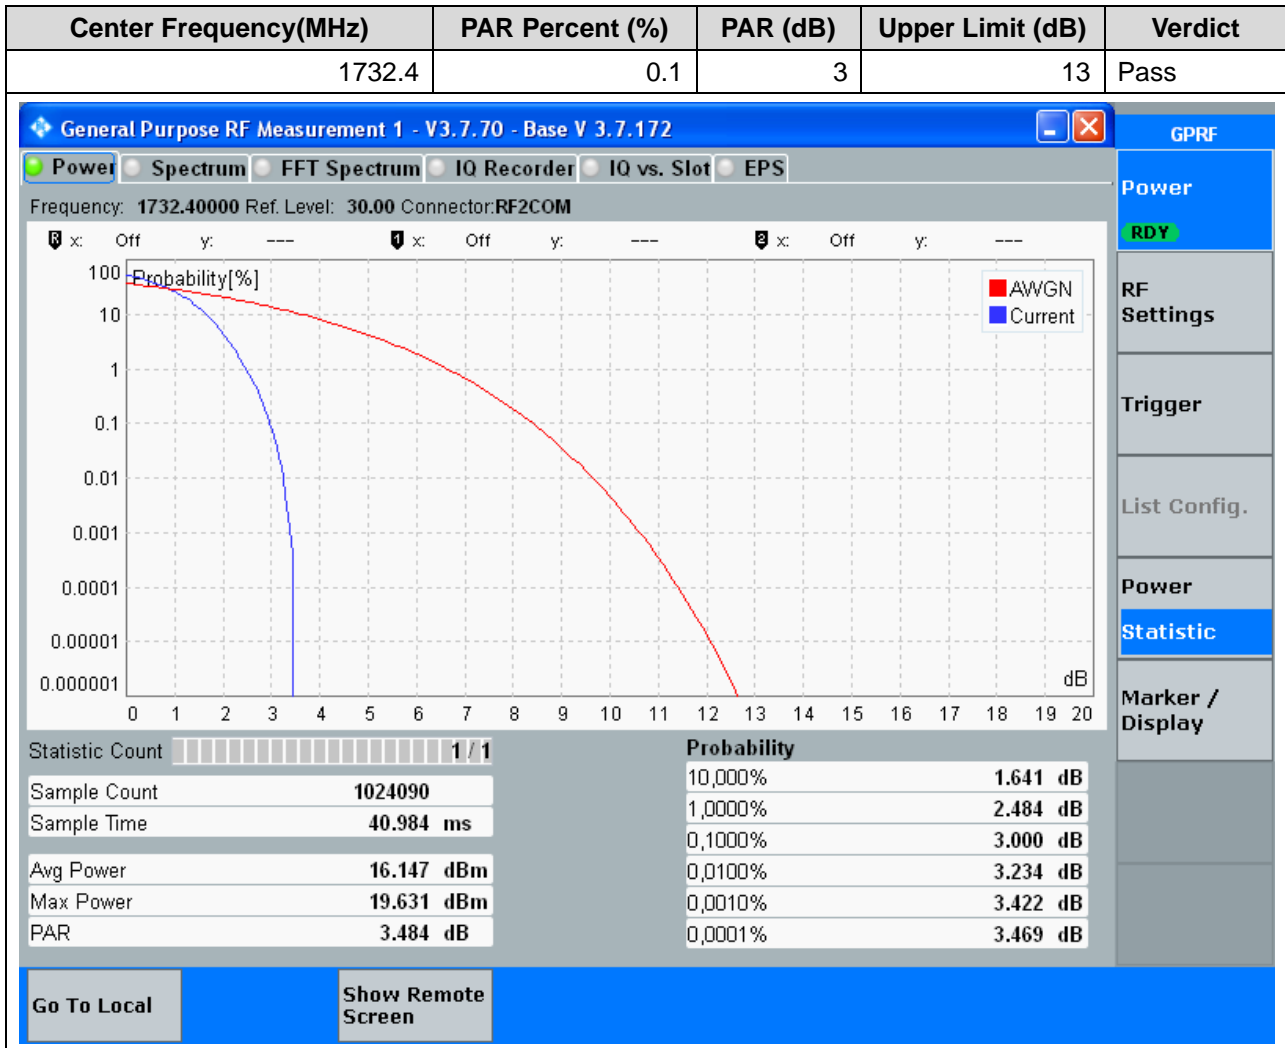 Center Frequency(MHz) PAR Percent (%) PAR (dB) Upper Limit (dB) Verdict
1732.4 0.1 3 13 Pass
General Purpose RF Measurement 1 - V3.7.70 - Base V 3.7.172
GPRF
Power Spectrum FFT Spectrum IQ Recorder IQ vs. Slot EPS
Power
RDY
Frequency: 1732.40000 Ref. Level: 30.00 Connector:RF2COM
R x: Off y: --- 1 x: Off y: --- 2 x: Off y: ---
Probability[%]
AWGN
Current
100
10
1
0.1
0.01
0.001
0.0001
0.00001
0.000001
dB
0 1 2 3 4 5 6 7 8 9 10 11 12 13 14 15 16 17 18 19 20
RF
Settings
Trigger
List Config.
Power
Statistic
Marker /
Display
Statistic Count 1 / 1
Sample Count 1024090
Sample Time 40.984 ms
Avg Power 16.147 dBm
Max Power 19.631 dBm
PAR 3.484 dB
Probability
10,000% 1.641 dB
1,0000% 2.484 dB
0,1000% 3.000 dB
0,0100% 3.234 dB
0,0010% 3.422 dB
0,0001% 3.469 dB
Go To Local
Show Remote
Screen